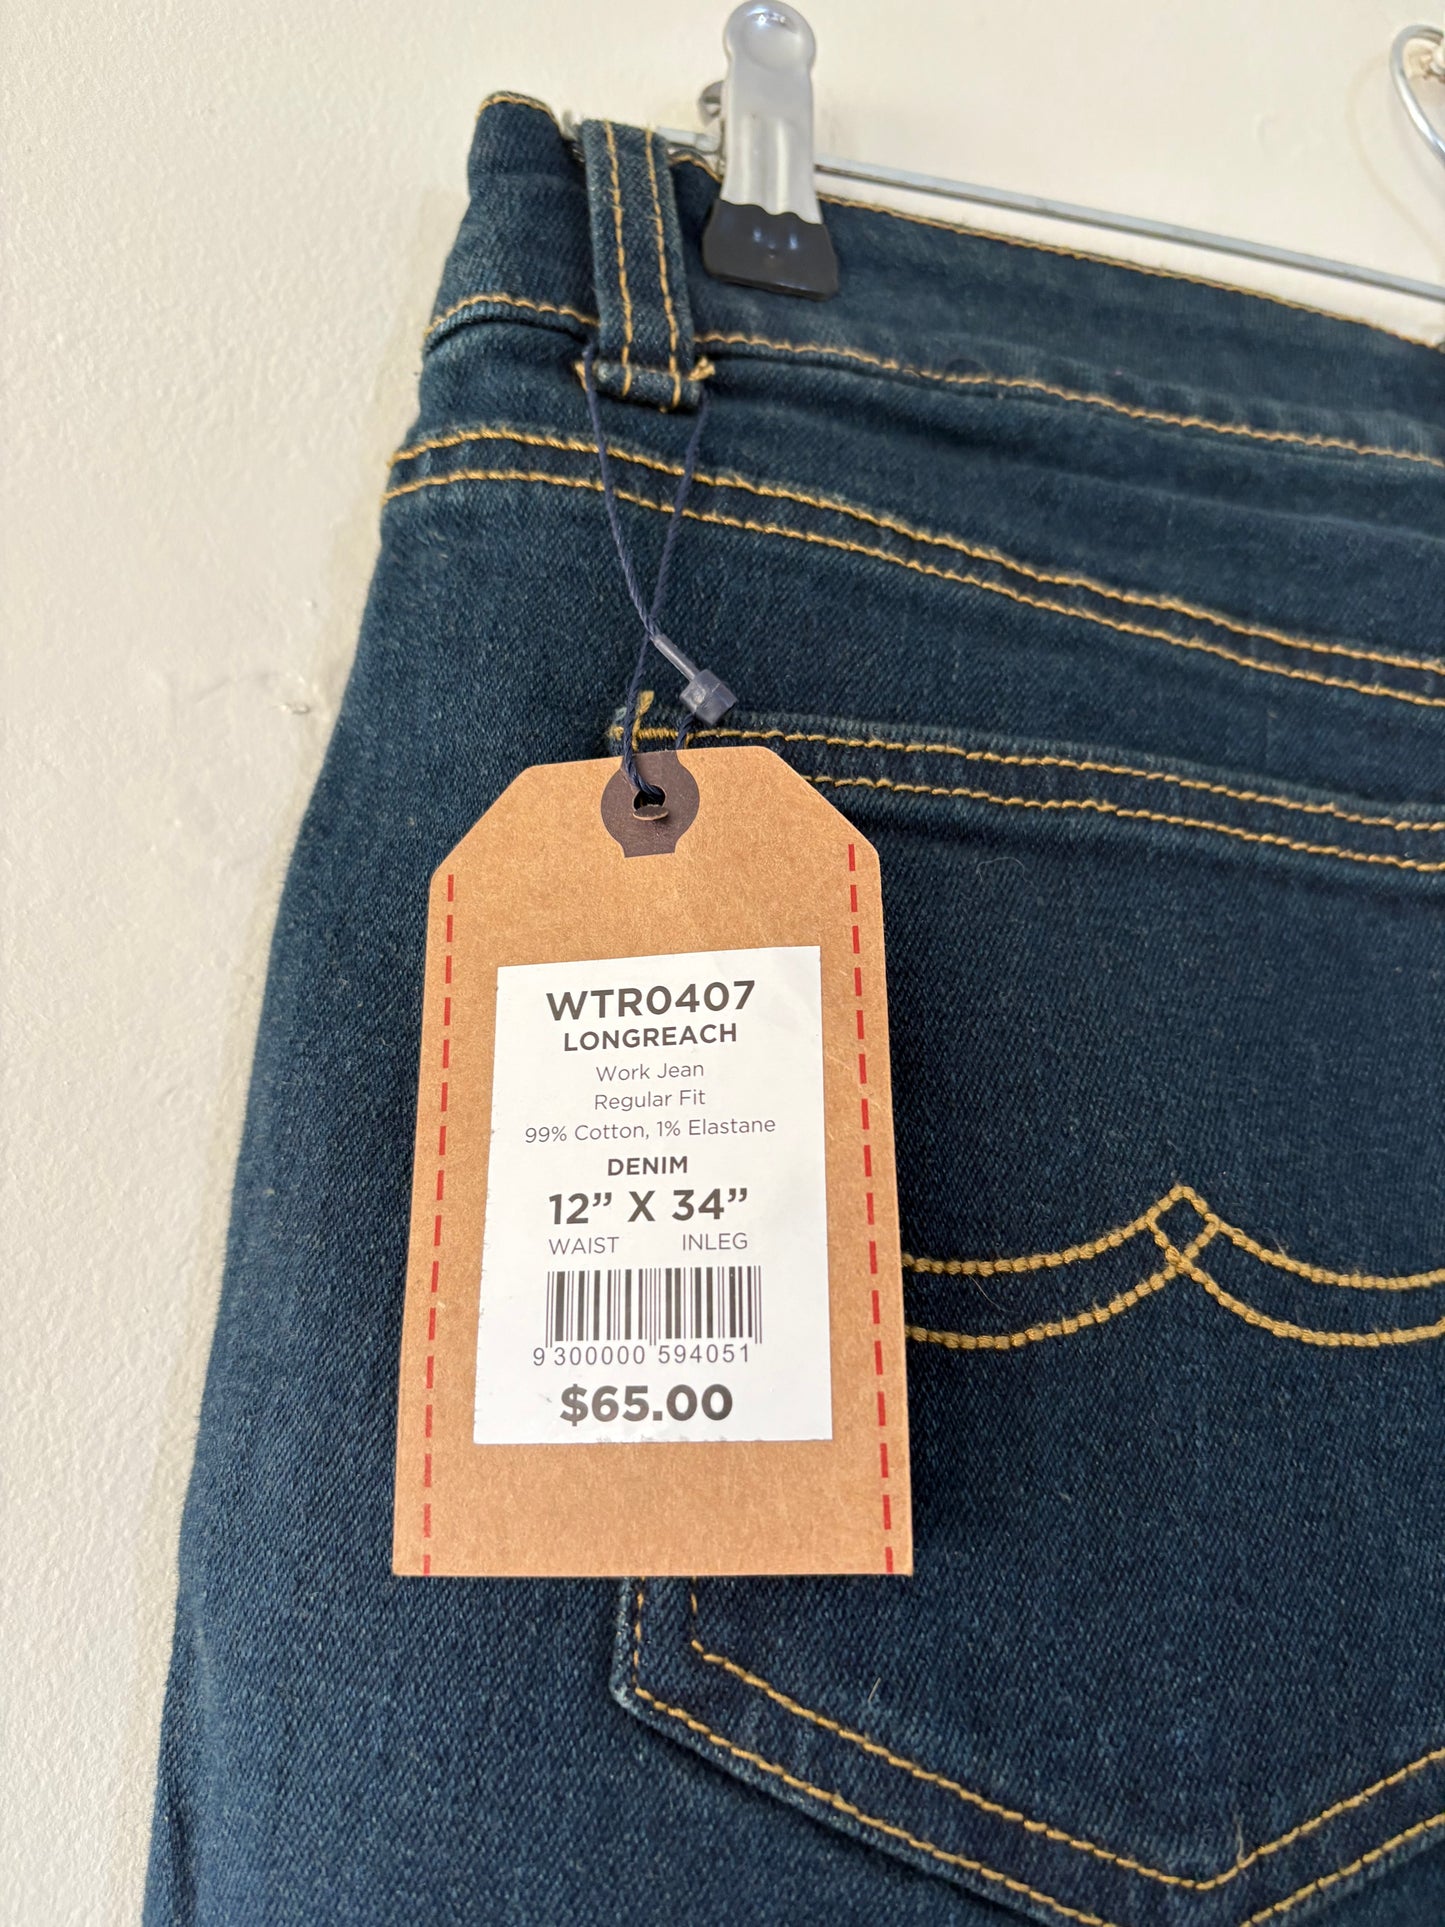 WTR0407
LONGREACH
Work Jean
Regular Fit
99% Cotton, 1% Elastane
DENIM
12” X 34”
WAIST INLEG
9 300000 594051
$65.00